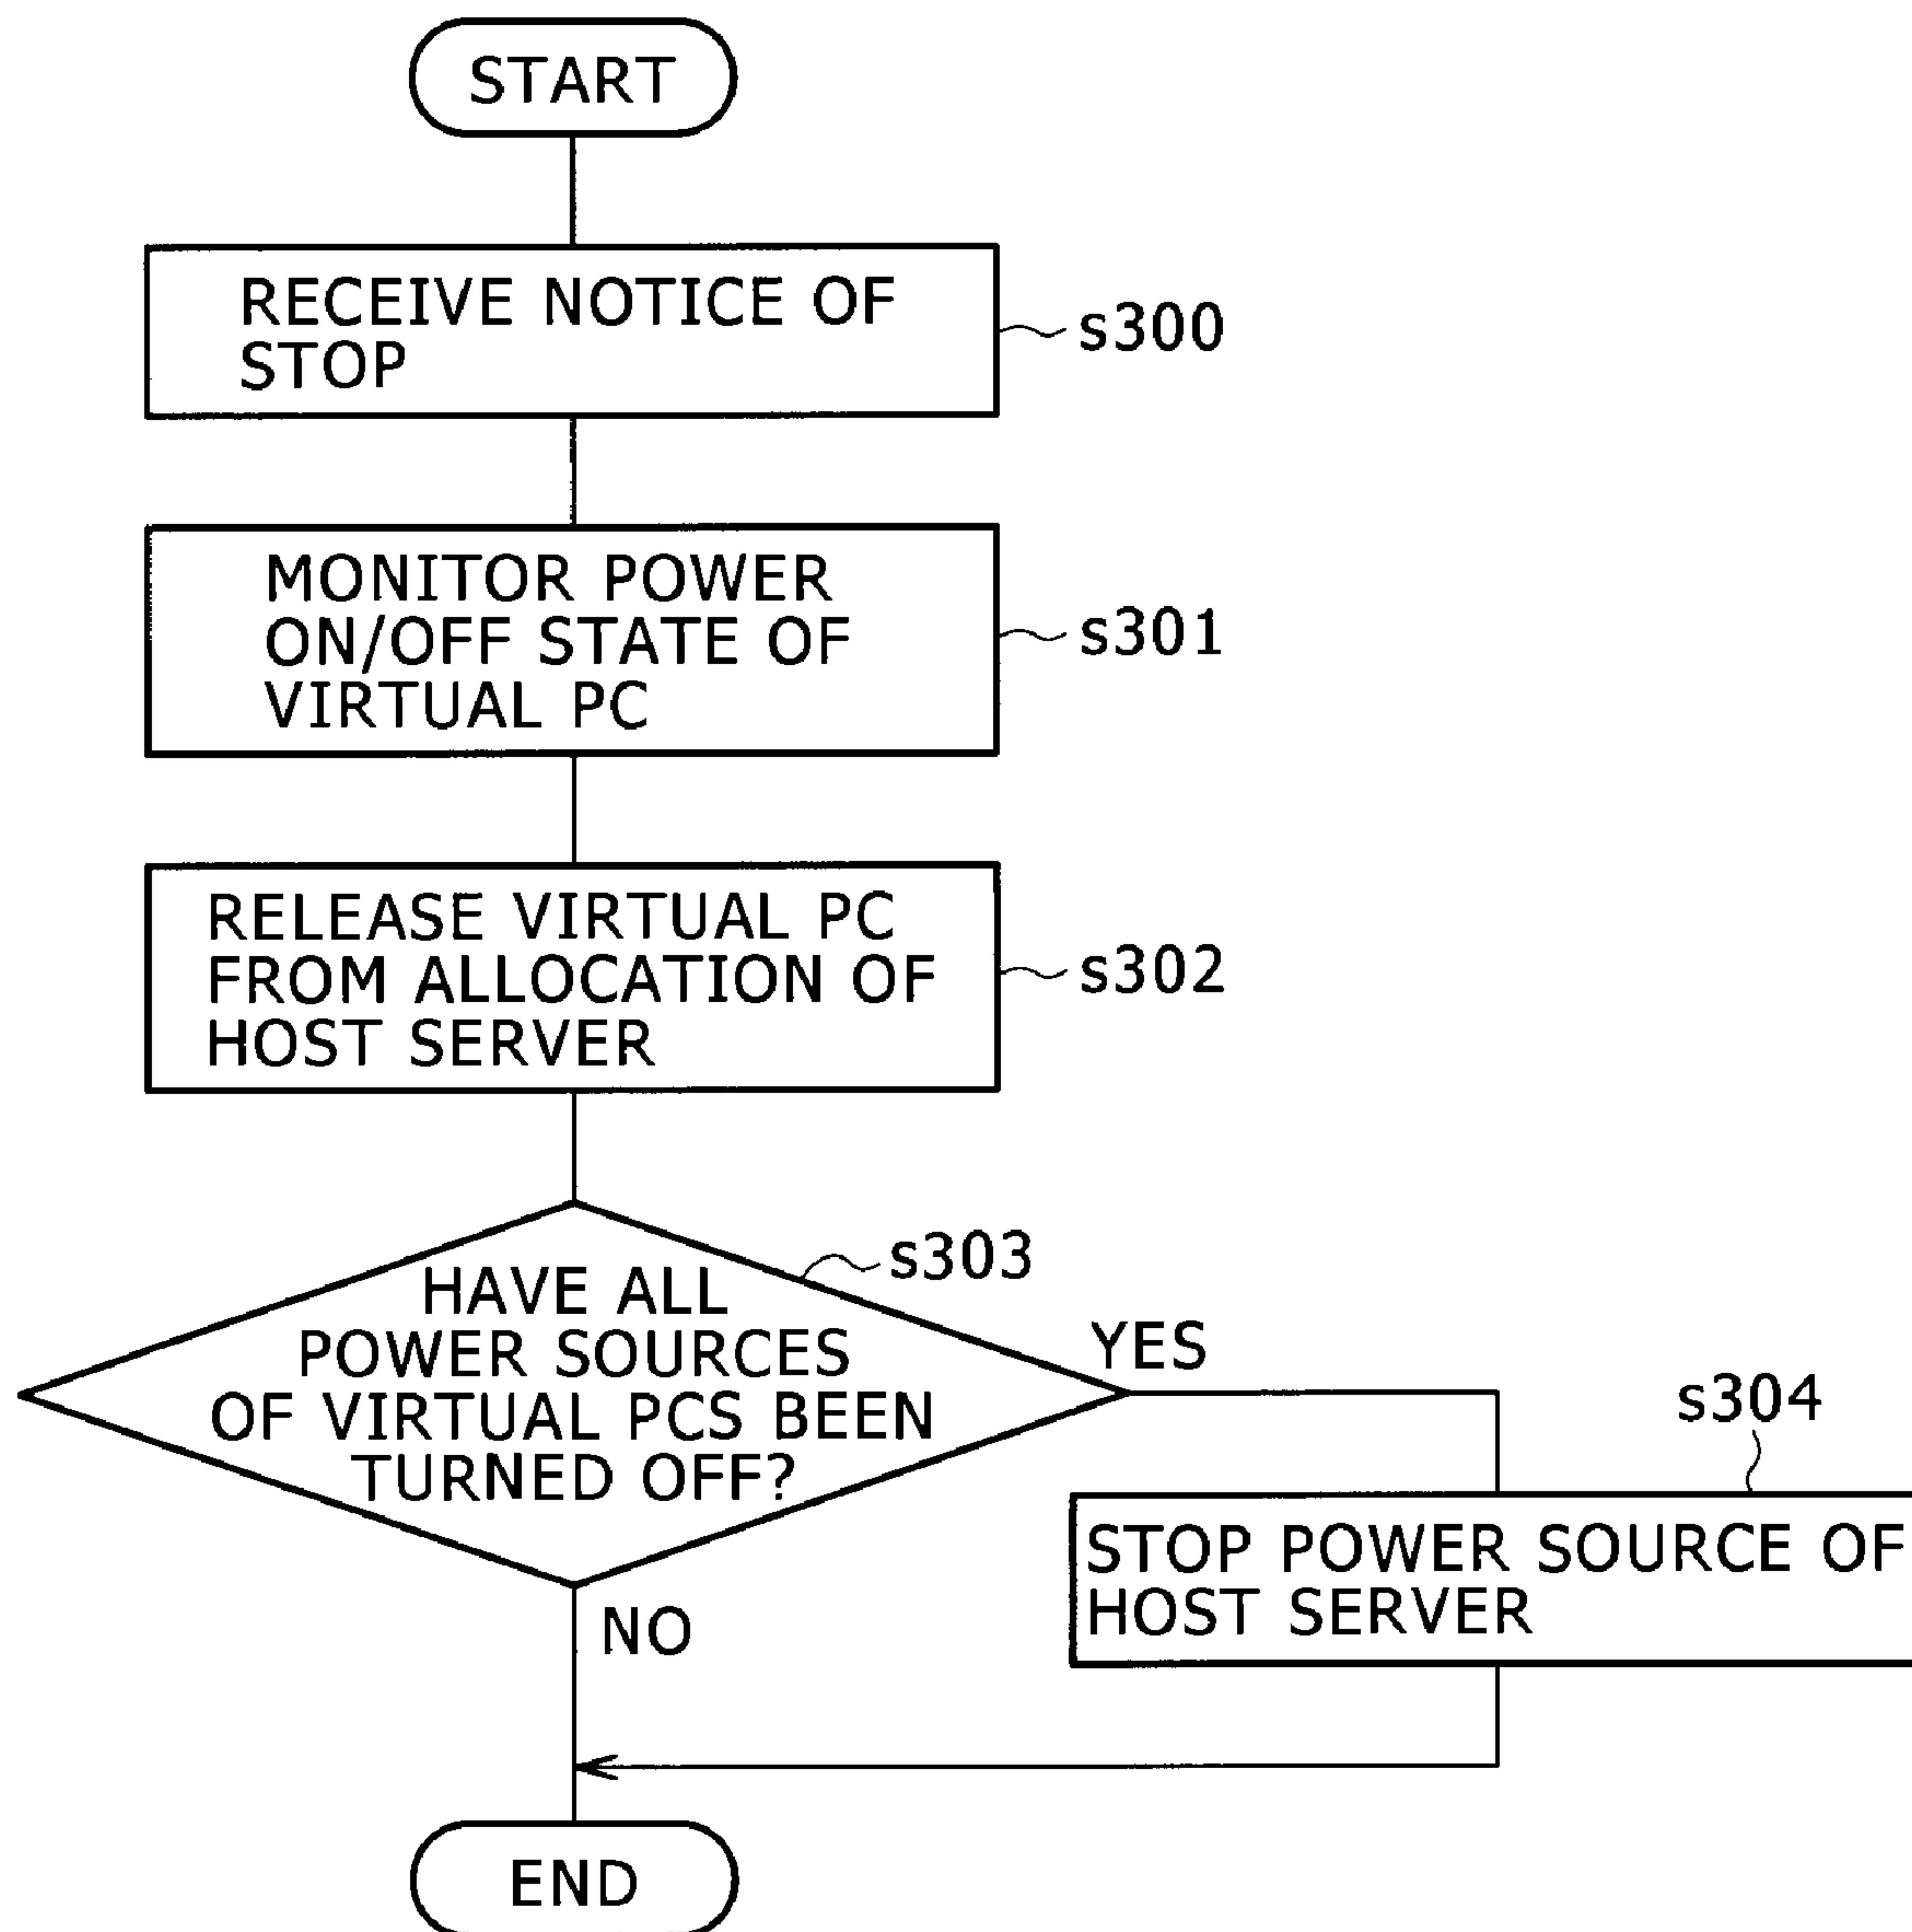 START
RECEIVE NOTICE OF
STOP
s300
MONITOR POWER
ON/OFF STATE OF
VIRTUAL PC
s301
RELEASE VIRTUAL PC
FROM ALLOCATION OF
HOST SERVER
s302
s303
HAVE ALL
POWER SOURCES
OF VIRTUAL PCS BEEN
TURNED OFF?
YES
s304
STOP POWER SOURCE OF
HOST SERVER
NO
END